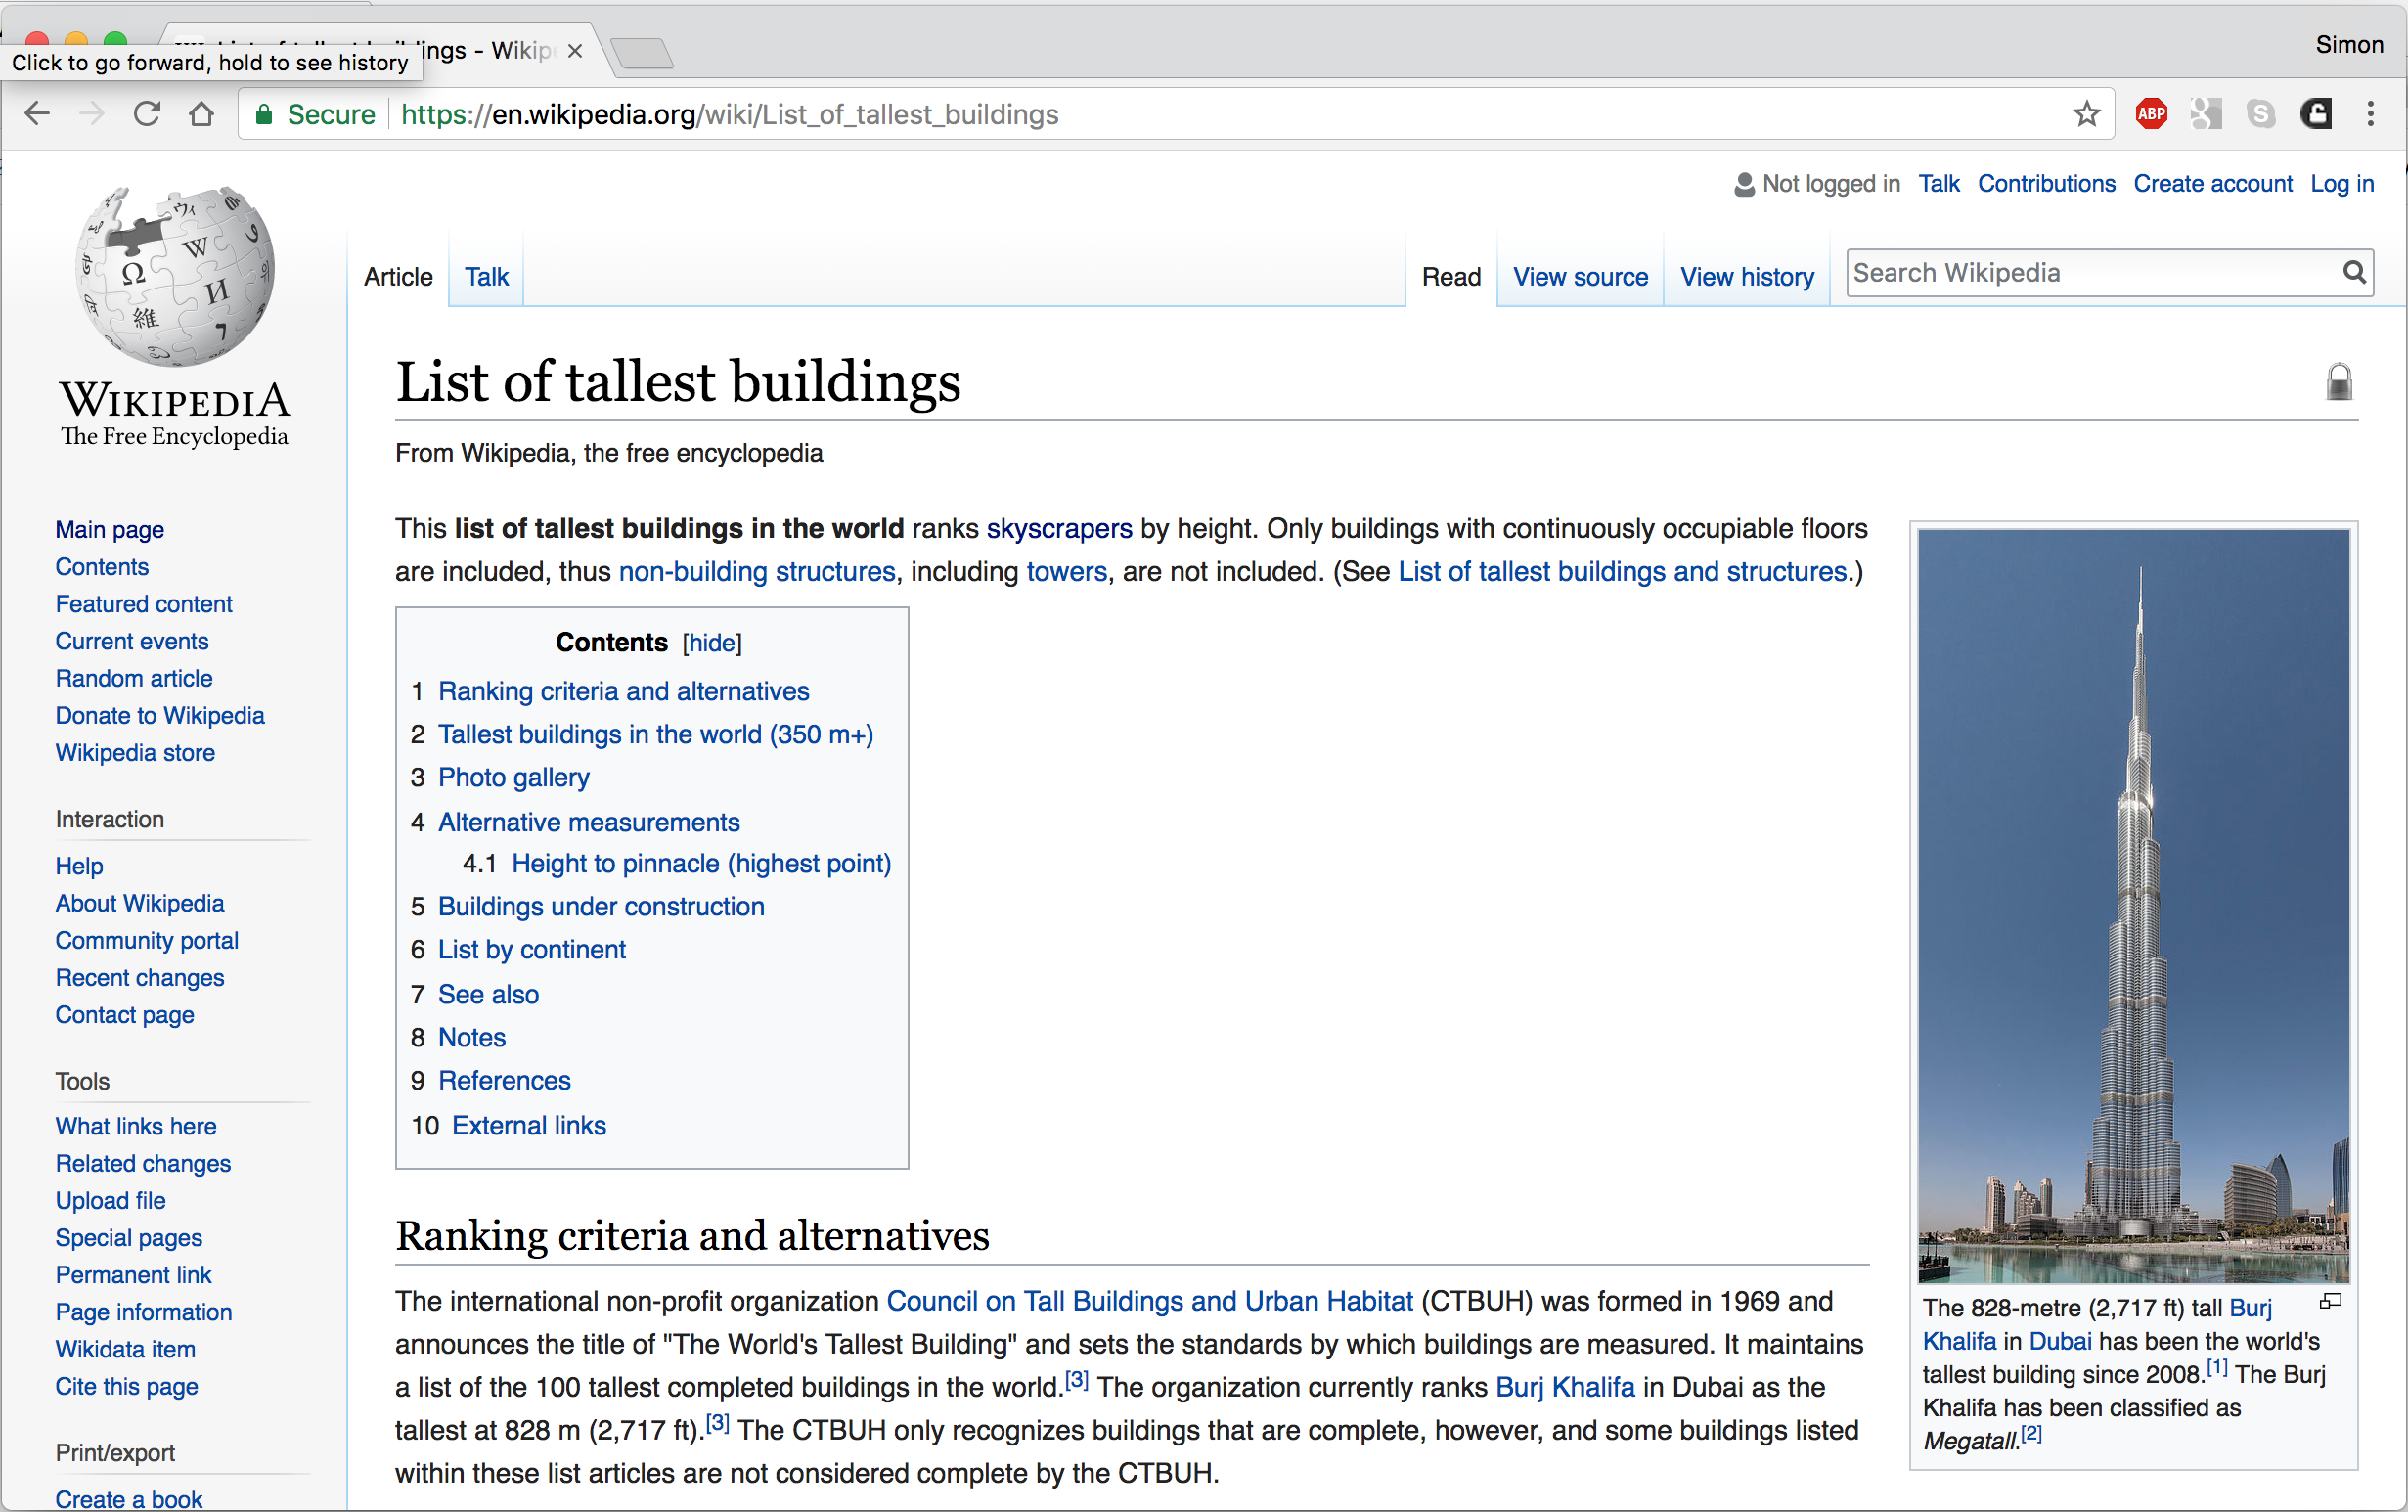 Simon
ings - Wikip
Click to go forward, hold to see history
Secure https://en.wikipedia.org/wiki/List_of_tallest_buildings
ABP
Not logged in Talk Contributions Create account Log in
Article Talk Read View source View history Search Wikipedia
WIKIPEDIA
The Free Encyclopedia
Main page
Contents
Featured content
Current events
Random article
Donate to Wikipedia
Wikipedia store
Interaction
Help
About Wikipedia
Community portal
Recent changes
Contact page
Tools
What links here
Related changes
Upload file
Special pages
Permanent link
Page information
Wikidata item
Cite this page
Print/export
Create a book
List of tallest buildings
From Wikipedia, the free encyclopedia
This list of tallest buildings in the world ranks skyscrapers by height. Only buildings with continuously occupiable floors
are included, thus non-building structures, including towers, are not included. (See List of tallest buildings and structures.)
Contents [hide]
1 Ranking criteria and alternatives
2 Tallest buildings in the world (350 m+)
3 Photo gallery
4 Alternative measurements
4.1 Height to pinnacle (highest point)
5 Buildings under construction
6 List by continent
7 See also
8 Notes
9 References
10 External links
Ranking criteria and alternatives
The international non-profit organization Council on Tall Buildings and Urban Habitat (CTBUH) was formed in 1969 and
announces the title of "The World's Tallest Building" and sets the standards by which buildings are measured. It maintains
a list of the 100 tallest completed buildings in the world.[3] The organization currently ranks Burj Khalifa in Dubai as the
tallest at 828 m (2,717 ft).[3] The CTBUH only recognizes buildings that are complete, however, and some buildings listed
within these list articles are not considered complete by the CTBUH.
The 828-metre (2,717 ft) tall Burj
Khalifa in Dubai has been the world's
tallest building since 2008.[1] The Burj
Khalifa has been classified as
Megatall.[2]